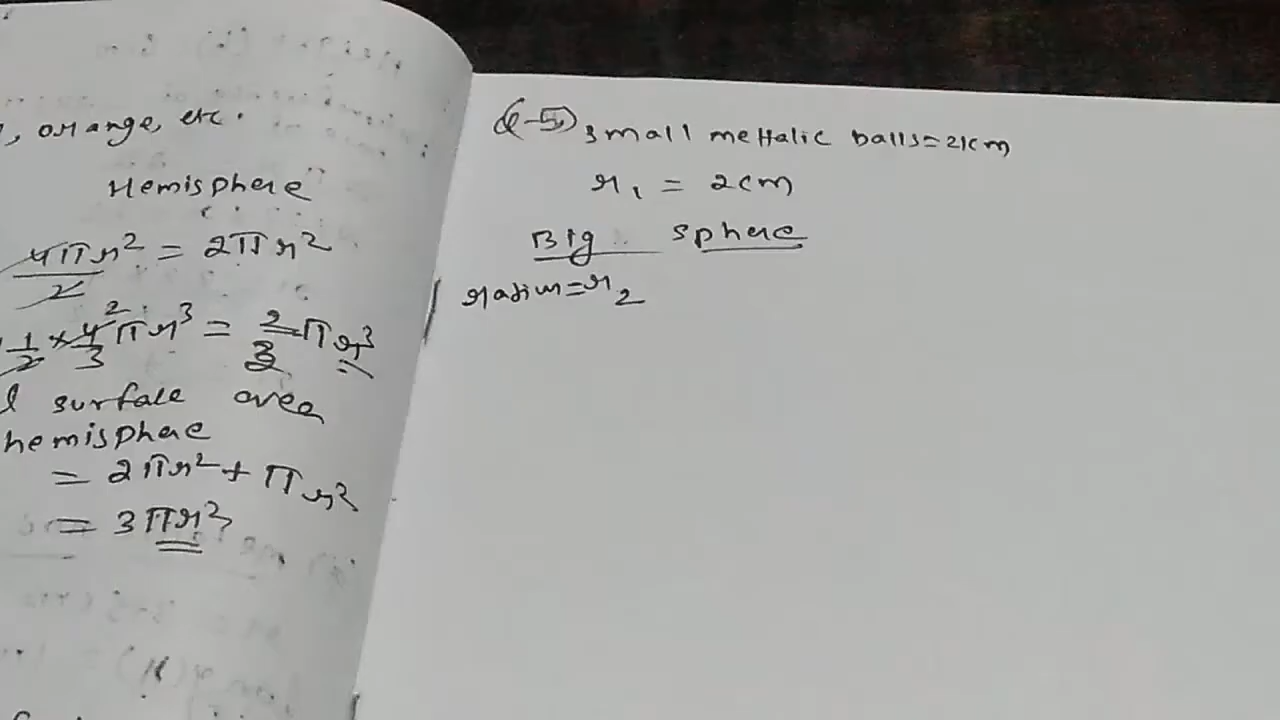 , orange, etc.
Hemisphere
4πr²/2 = 2πr²
1/2 × 4²/3 πr³ = 2/3 πr³
l surface area
hemisphere
= 2πr² + πr²
= 3πr²
Q-5) small mettalic balls = 21cm
r₁ = 2cm
Big sphere
radius = r₂